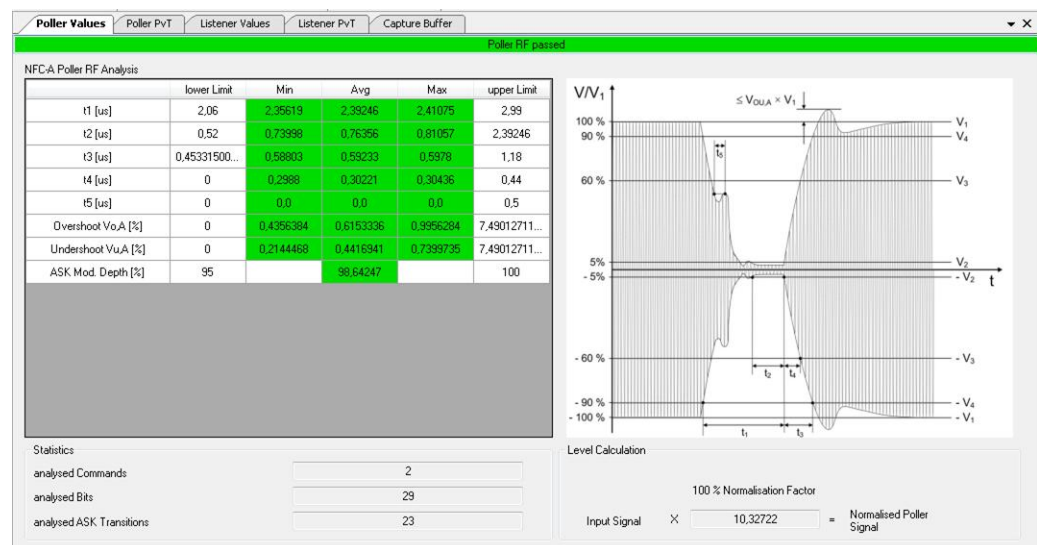 Poller Values Poller PvT Listener Values Listener PvT Capture Buffer
Poller RF passed
NFC-A Poller RF Analysis
lower Limit Min Avg Max upper Limit
t1 [us] 2,06 2,35619 2,39246 2,41075 2,99
t2 [us] 0,52 0,73998 0,76356 0,81057 2,39246
t3 [us] 0,45331500... 0,58803 0,59233 0,5978 1,18
t4 [us] 0 0,2988 0,30221 0,30436 0,44
t5 [us] 0 0,0 0,0 0,0 0,5
Overshoot Vo,A [%] 0 0,4356384 0,6153336 0,9956284 7,49012711...
Undershoot Vu,A [%] 0 0,2144468 0,4416941 0,7399735 7,49012711...
ASK Mod. Depth [%] 95 98,64247 100
V/V1
≤ VOU,A × V1
100 % V1
90 % V4
t5
60 % V3
5% V2
- 5% - V2
t
- 60 % - V3
t2 t4
- 90 % - V4
- 100 % - V1
t1 t3
Statistics
analysed Commands 2
analysed Bits 29
analysed ASK Transitions 23
Level Calculation
100 % Normalisation Factor
Input Signal X 10,32722 = Normalised Poller
Signal